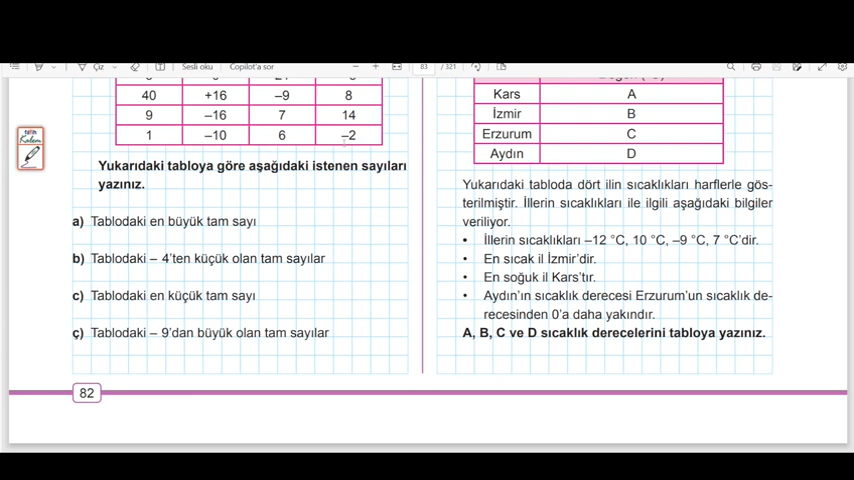 Çiz
Sesli oku
Copilot'a sor
83
/ 321
40 +16 –9 8
9 –16 7 14
1 –10 6 –2
Yukarıdaki tabloya göre aşağıdaki istenen sayıları
yazınız.
a) Tablodaki en büyük tam sayı
b) Tablodaki – 4'ten küçük olan tam sayılar
c) Tablodaki en küçük tam sayı
ç) Tablodaki – 9'dan büyük olan tam sayılar
82
Kars A
İzmir B
Erzurum C
Aydın D
Yukarıdaki tabloda dört ilin sıcaklıkları harflerle gös-
terilmiştir. İllerin sıcaklıkları ile ilgili aşağıdaki bilgiler
veriliyor.
• İllerin sıcaklıkları –12 °C, 10 °C, –9 °C, 7 °C'dir.
• En sıcak il İzmir'dir.
• En soğuk il Kars'tır.
• Aydın'ın sıcaklık derecesi Erzurum'un sıcaklık de-
recesinden 0'a daha yakındır.
A, B, C ve D sıcaklık derecelerini tabloya yazınız.